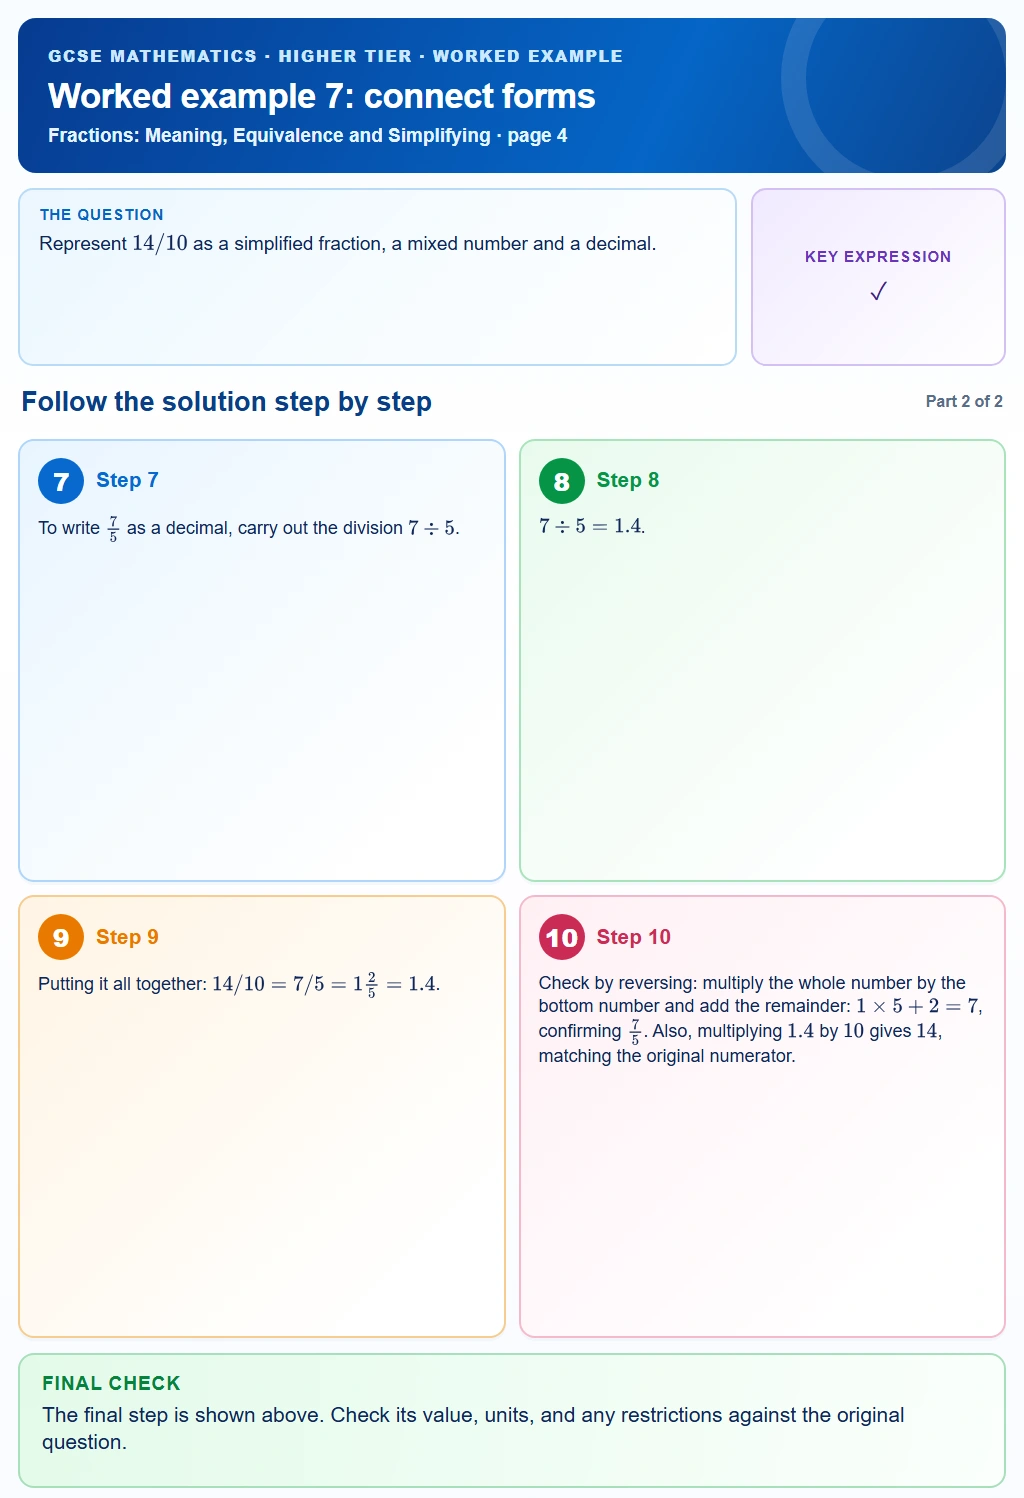 GCSE MATHEMATICS · HIGHER TIER · WORKED EXAMPLE
Worked example 7: connect forms
Fractions: Meaning, Equivalence and Simplifying · page 4
THE QUESTION
Represent 14/10 as a simplified fraction, a mixed number and a decimal.
KEY EXPRESSION
✓
Follow the solution step by step
Part 2 of 2
7 Step 7
To write 7/5 as a decimal, carry out the division 7 ÷ 5.
8 Step 8
7 ÷ 5 = 1.4.
9 Step 9
Putting it all together: 14/10 = 7/5 = 1 2/5 = 1.4.
10 Step 10
Check by reversing: multiply the whole number by the
bottom number and add the remainder: 1 × 5 + 2 = 7,
confirming 7/5. Also, multiplying 1.4 by 10 gives 14,
matching the original numerator.
FINAL CHECK
The final step is shown above. Check its value, units, and any restrictions against the original
question.